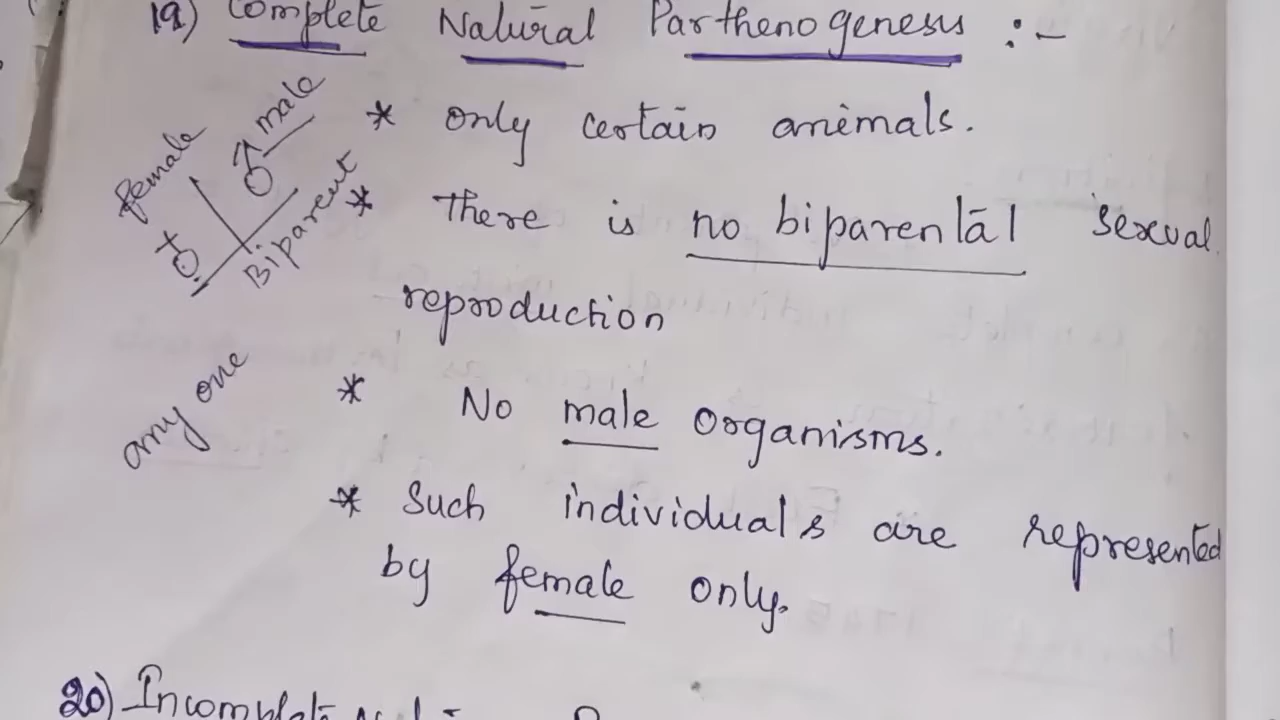 19) Complete Natural Parthenogenesis :-
* only certain animals.
female
male
Biparent
* There is no biparental sexual
reproduction
any one
* No male organisms.
* Such individuals are represented
by female only.
20) Incomplete